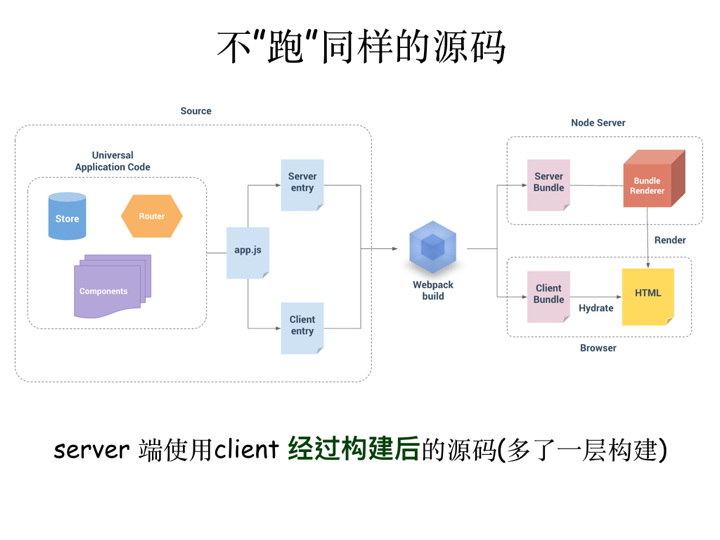 不"跑"同样的源码
Source
Universal
Application Code
Store
Router
Components
app.js
Server
entry
Client
entry
Webpack
build
Node Server
Server
Bundle
Bundle
Renderer
Render
Client
Bundle
Hydrate
HTML
Browser
server 端使用client 经过构建后的源码(多了一层构建)